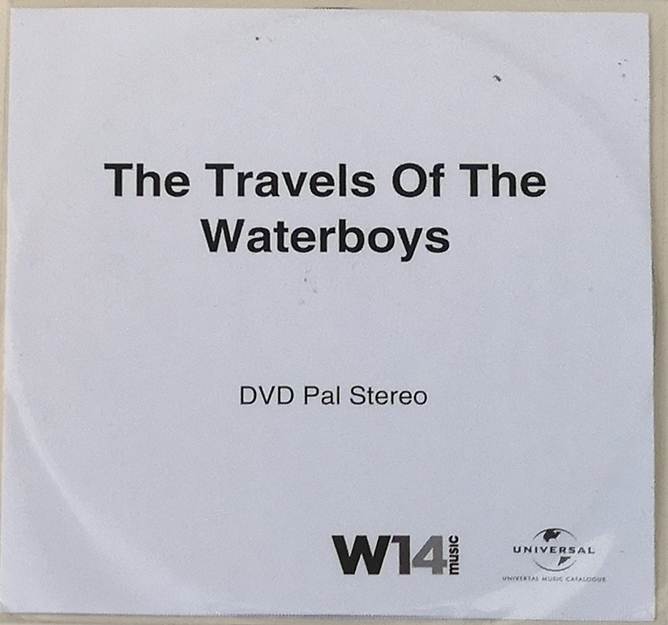 The Travels Of The
Waterboys
DVD Pal Stereo
W14 music
UNIVERSAL
UNIVERSAL MUSIC CATALOGUE